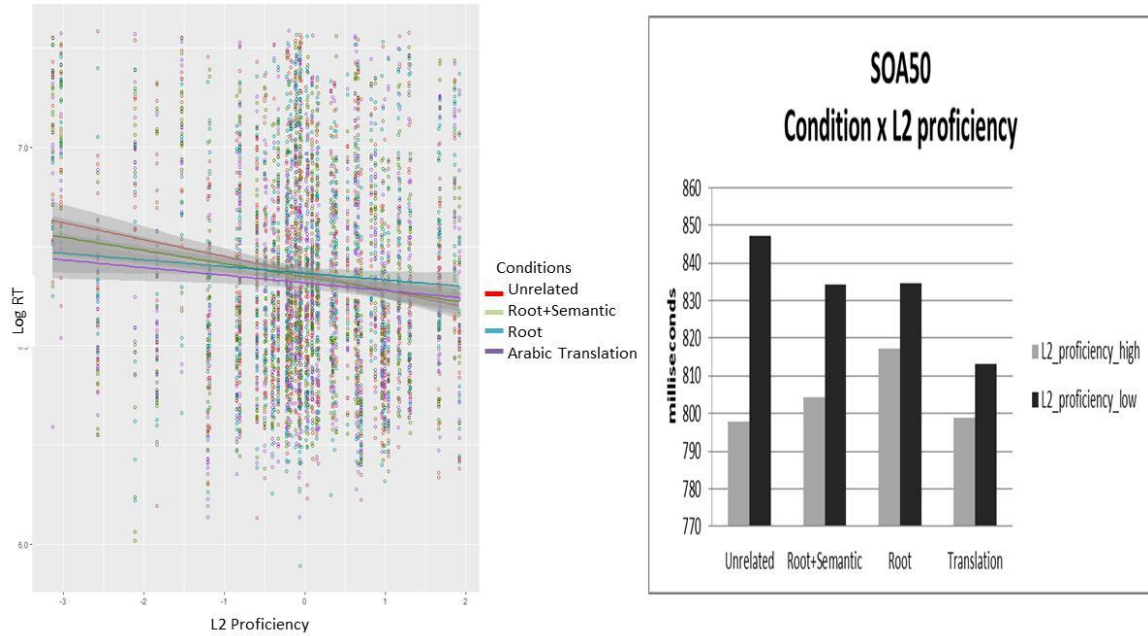 Log RT
7.0
6.0
-3
-2
-1
0
1
2
L2 Proficiency
Conditions
Unrelated
Root+Semantic
Root
Arabic Translation
SOA50
Condition x L2 proficiency
milliseconds
860
850
840
830
820
810
800
790
780
770
Unrelated Root+Semantic Root Translation
L2_proficiency_high
L2_proficiency_low